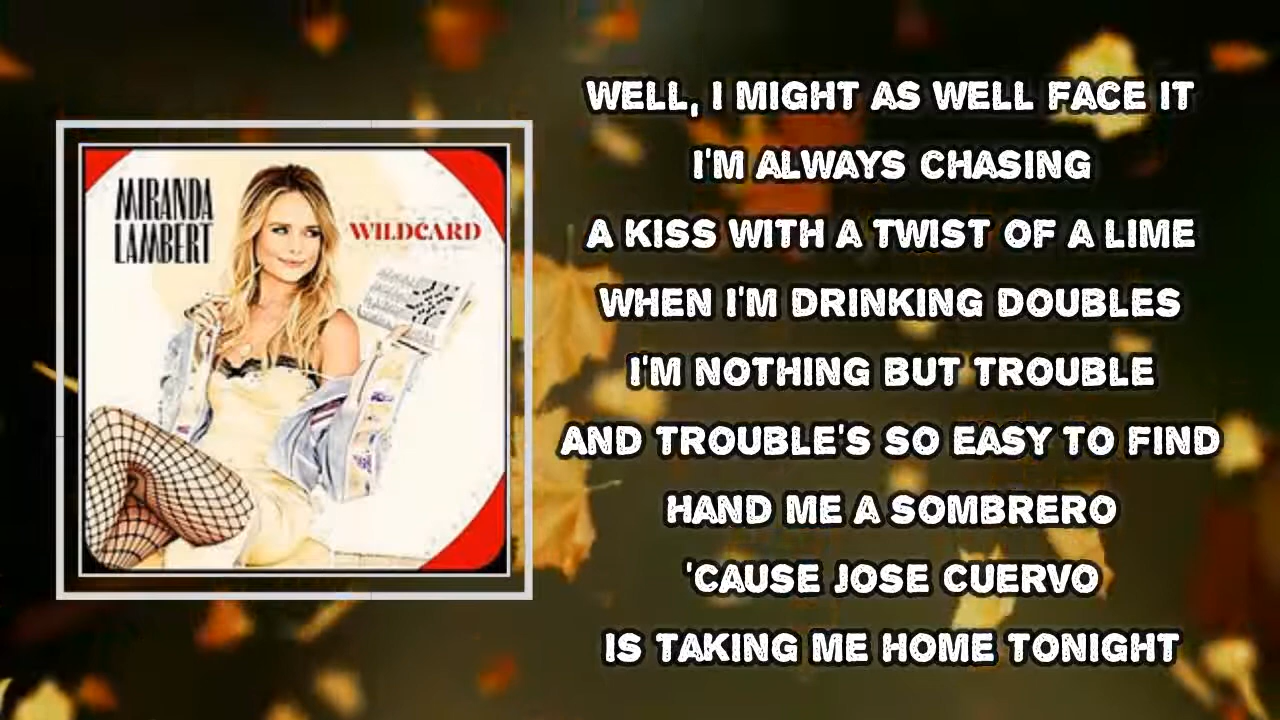 MIRANDA
LAMBERT
WILDCARD
WELL, I MIGHT AS WELL FACE IT
I'M ALWAYS CHASING
A KISS WITH A TWIST OF A LIME
WHEN I'M DRINKING DOUBLES
I'M NOTHING BUT TROUBLE
AND TROUBLE'S SO EASY TO FIND
HAND ME A SOMBRERO
'CAUSE JOSE CUERVO
IS TAKING ME HOME TONIGHT